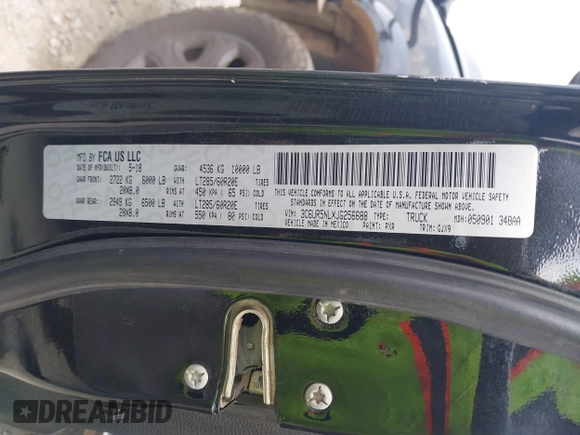 MFD BY FCA US LLC
DATE OF MFR(BUILT): 5-18 GVWR: 4536 KG 10000 LB
GAWR FRONT: 2722 KG 6000 LB WITH LT285/60R20E TIRES
20X8.0 RIMS AT 450 KPA( 65 PSI) COLD
GAWR REAR: 2948 KG 6500 LB WITH LT285/60R20E TIRES
20X8.0 RIMS AT 550 KPA( 80 PSI) COLD
THIS VEHICLE CONFORMS TO ALL APPLICABLE U.S.A. FEDERAL MOTOR VEHICLE SAFETY
STANDARDS IN EFFECT ON THE DATE OF MANUFACTURE SHOWN ABOVE.
VIN: 3C6UR5NLXJG256688 TYPE: TRUCK MDH: 050901 348AA
VEHICLE MADE IN MEXICO PAINT: PXR TRIM: GJX9
DREAMBID